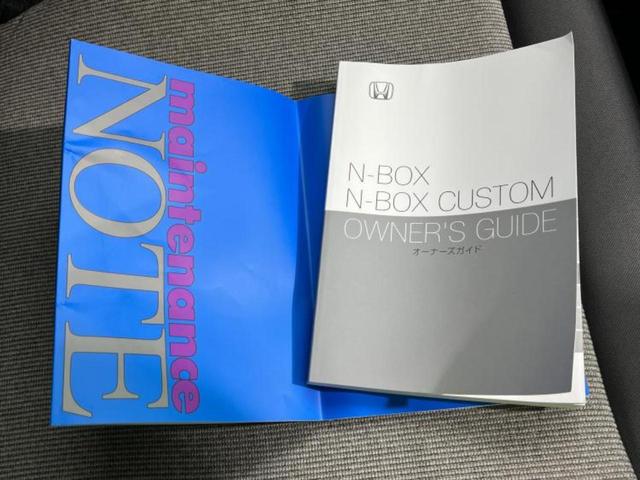 maintenance
NOTE
N-BOX
N-BOX CUSTOM
OWNER'S GUIDE
オーナーズガイド